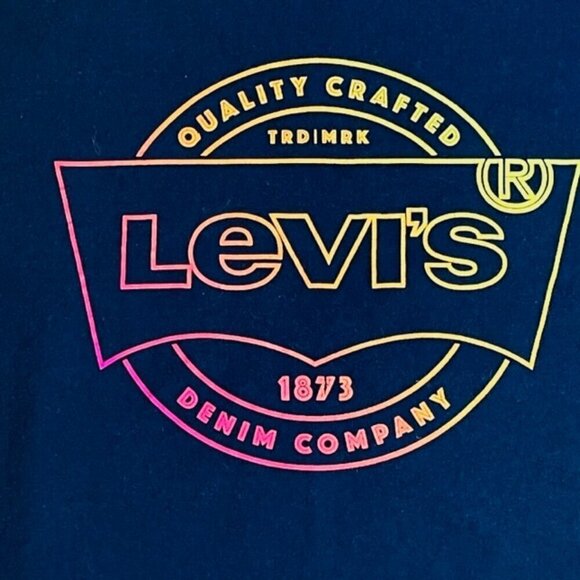 QUALITY CRAFTED
TRD|MRK
LEVI'S®
1873
DENIM COMPANY